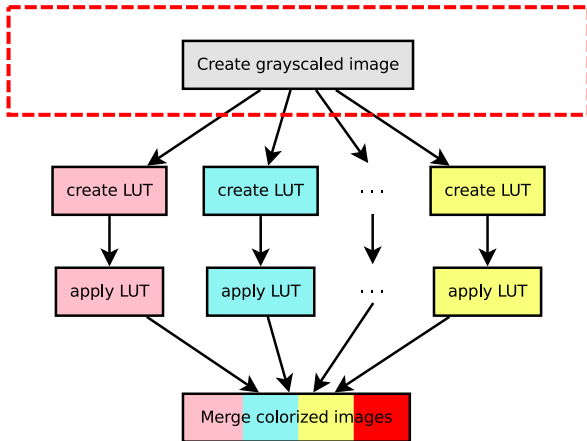 Create grayscaled image
create LUT create LUT ... create LUT
apply LUT apply LUT ... apply LUT
Merge colorized images